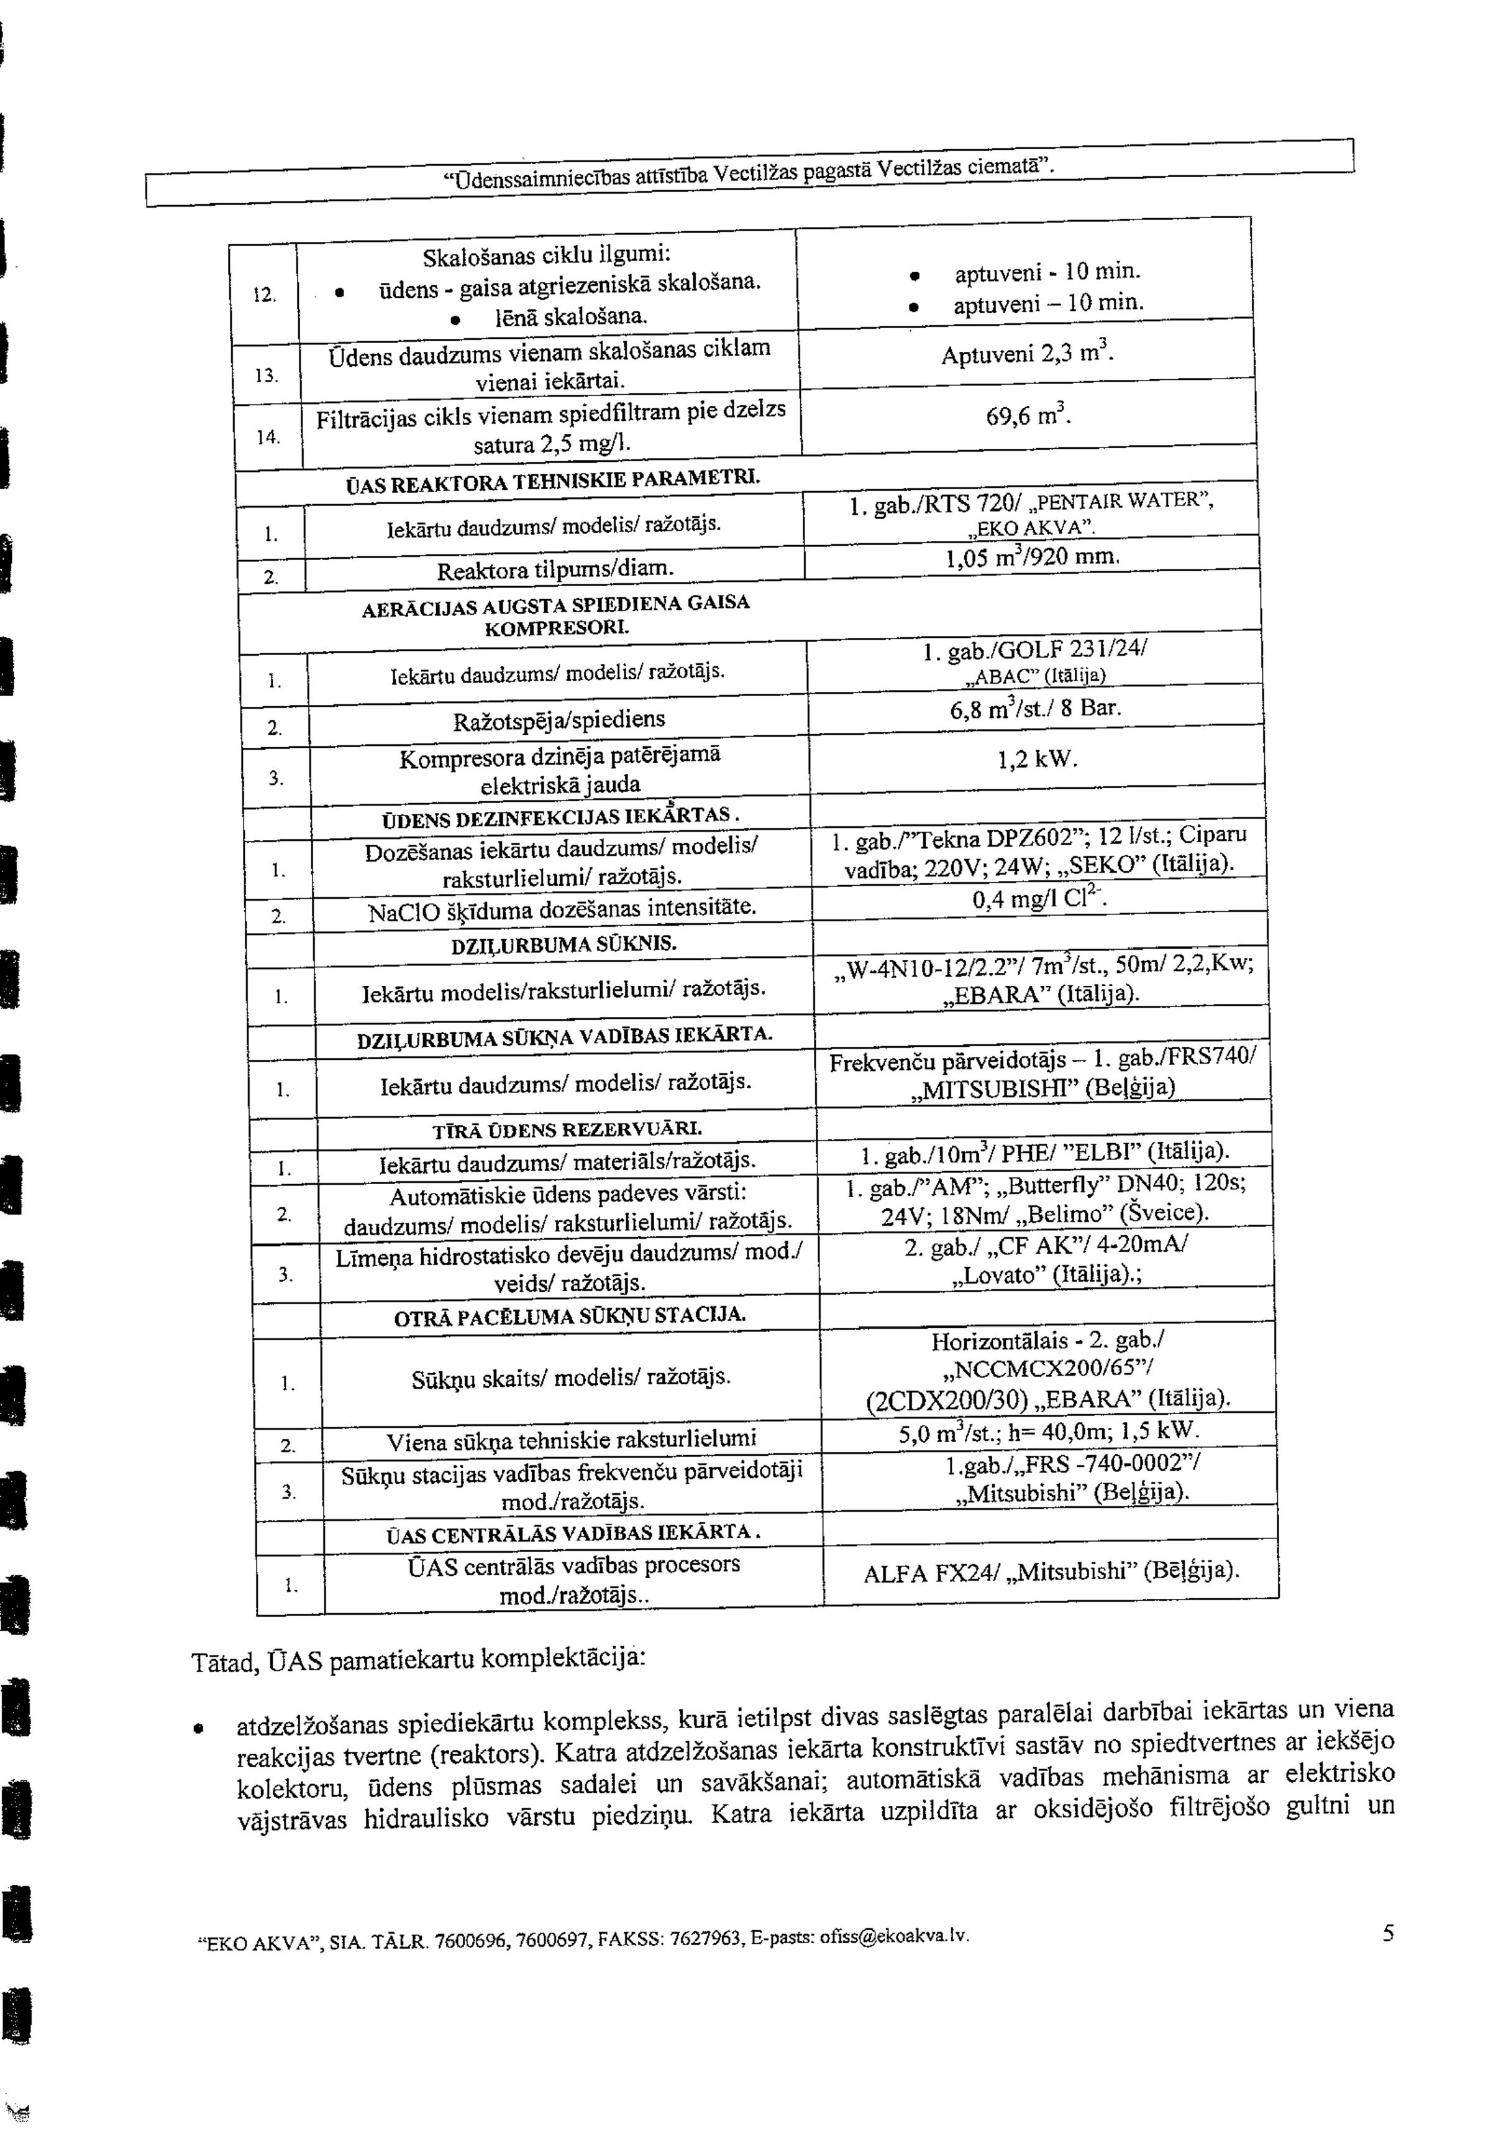 “Ūdenssaimniecības attīstība Vectilžas pagastā Vectilžas ciematā”.
12.
Skalošanas ciklu ilgumi:
• ūdens - gaisa atgriezeniskā skalošana.
• lēnā skalošana.
• aptuveni - 10 min.
• aptuveni – 10 min.
13.
Ūdens daudzums vienam skalošanas ciklam
vienai iekārtai.
Aptuveni 2,3 m³.
14.
Filtrācijas cikls vienam spiedfiltram pie dzelzs
satura 2,5 mg/l.
69,6 m³.
ŪAS REAKTORA TEHNISKIE PARAMETRI.
1.
Iekārtu daudzums/ modelis/ ražotājs.
1. gab./RTS 720/ „PENTAIR WATER”,
„EKO AKVA”.
2.
Reaktora tilpums/diam.
1,05 m³/920 mm.
AERĀCIJAS AUGSTA SPIEDIENA GAISA
KOMPRESORI.
1.
Iekārtu daudzums/ modelis/ ražotājs.
1. gab./GOLF 231/24/
„ABAC” (Itālija)
2.
Ražotspēja/spiediens
6,8 m³/st./ 8 Bar.
3.
Kompresora dzinēja patērējamā
elektriskā jauda
1,2 kW.
ŪDENS DEZINFEKCIJAS IEKĀRTAS.
1.
Dozēšanas iekārtu daudzums/ modelis/
raksturlielumi/ ražotājs.
1. gab./”Tekna DPZ602”; 12 l/st.; Ciparu
vadība; 220V; 24W; „SEKO” (Itālija).
2.
NaClO šķīduma dozēšanas intensitāte.
0,4 mg/l Cl²⁻.
DZIĻURBUMA SŪKNIS.
1.
Iekārtu modelis/raksturlielumi/ ražotājs.
„W-4N10-12/2.2”/ 7m³/st., 50m/ 2,2,Kw;
„EBARA” (Itālija).
DZIĻURBUMA SŪKŅA VADĪBAS IEKĀRTA.
1.
Iekārtu daudzums/ modelis/ ražotājs.
Frekvenču pārveidotājs – 1. gab./FRS740/
„MITSUBISHI” (Beļģija)
TĪRĀ ŪDENS REZERVUĀRI.
1.
Iekārtu daudzums/ materiāls/ražotājs.
1. gab./10m³/ PHE/ ”ELBI” (Itālija).
2.
Automātiskie ūdens padeves vārsti:
daudzums/ modelis/ raksturlielumi/ ražotājs.
1. gab./”AM”; „Butterfly” DN40; 120s;
24V; 18Nm/ „Belimo” (Šveice).
3.
Līmeņa hidrostatisko devēju daudzums/ mod./
veids/ ražotājs.
2. gab./ „CF AK”/ 4-20mA/
„Lovato” (Itālija).;
OTRĀ PACĒLUMA SŪKŅU STACIJA.
1.
Sūkņu skaits/ modelis/ ražotājs.
Horizontālais - 2. gab./
„NCCMCX200/65”/
(2CDX200/30) „EBARA” (Itālija).
2.
Viena sūkņa tehniskie raksturlielumi
5,0 m³/st.; h= 40,0m; 1,5 kW.
3.
Sūkņu stacijas vadības frekvenču pārveidotāji
mod./ražotājs.
1.gab./„FRS -740-0002”/
„Mitsubishi” (Beļģija).
ŪAS CENTRĀLĀS VADĪBAS IEKĀRTA.
1.
ŪAS centrālās vadības procesors
mod./ražotājs..
ALFA FX24/ „Mitsubishi” (Bēļģija).
Tātad, ŪAS pamatiekartu komplektācija:
• atdzelžošanas spiediekārtu komplekss, kurā ietilpst divas saslēgtas paralēlai darbībai iekārtas un viena
reakcijas tvertne (reaktors). Katra atdzelžošanas iekārta konstruktīvi sastāv no spiedtvertnes ar iekšējo
kolektoru, ūdens plūsmas sadalei un savākšanai; automātiskā vadības mehānisma ar elektrisko
vājstrāvas hidraulisko vārstu piedziņu. Katra iekārta uzpildīta ar oksidējošo filtrējošo gultni un
“EKO AKVA”, SIA. TĀLR. 7600696, 7600697, FAKSS: 7627963, E-pasts: ofiss@ekoakva.lv.
5